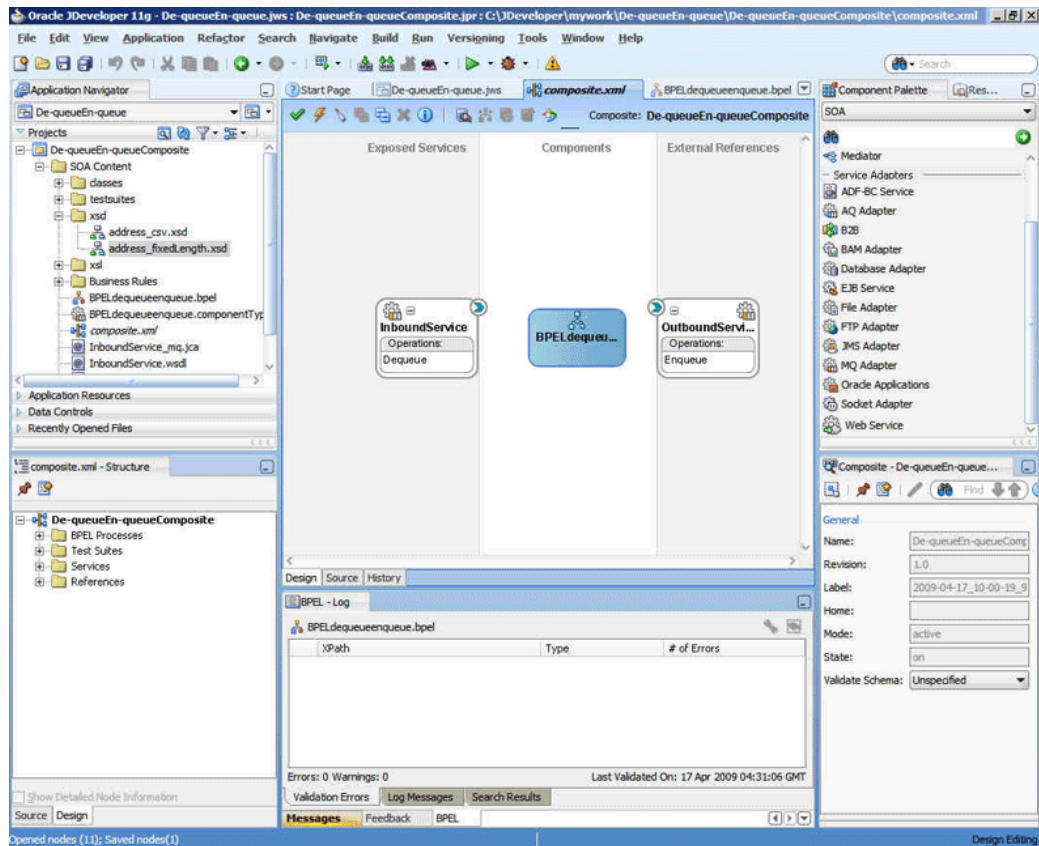 Oracle JDeveloper 11g - De-queueEn-queue.jws : De-queueEn-queueComposite.jpr : C:\JDeveloper\mywork\De-queueEn-queue\De-queueEn-queueComposite\composite.xml
File Edit View Application Refactor Search Navigate Build Run Versioning Tools Window Help
Search
Application Navigator
De-queueEn-queue
Projects
De-queueEn-queueComposite
SOA Content
classes
testsuites
xsd
address_csv.xsd
address_fixedLength.xsd
xsl
Business Rules
BPELdequeueenqueue.bpel
BPELdequeueenqueue.componentTyp
composite.xml
InboundService_mq.jca
InboundService.wsdl
Application Resources
Data Controls
Recently Opened Files
composite.xml - Structure
De-queueEn-queueComposite
BPEL Processes
Test Suites
Services
References
Show Detailed Node Information
Source Design
Start Page De-queueEn-queue.jws composite.xml BPELdequeueenqueue.bpel
Composite: De-queueEn-queueComposite
Exposed Services Components External References
InboundService
Operations:
Dequeue
BPELdequeu...
OutboundServi...
Operations:
Enqueue
Design Source History
BPEL - Log
BPELdequeueenqueue.bpel
XPath Type # of Errors
Errors: 0 Warnings: 0 Last Validated On: 17 Apr 2009 04:31:06 GMT
Validation Errors Log Messages Search Results
Messages Feedback BPEL
Component Palette Res...
SOA
Mediator
Service Adapters
ADF-BC Service
AQ Adapter
B2B
BAM Adapter
Database Adapter
EJB Service
File Adapter
FTP Adapter
JMS Adapter
MQ Adapter
Oracle Applications
Socket Adapter
Web Service
Composite - De-queueEn-queue...
Find
General
Name: De-queueEn-queueComp
Revision: 1.0
Label: 2009-04-17_10-00-19_9
Home:
Mode: active
State: on
Validate Schema: Unspecified
Opened nodes (11); Saved nodes(1) Design Editing